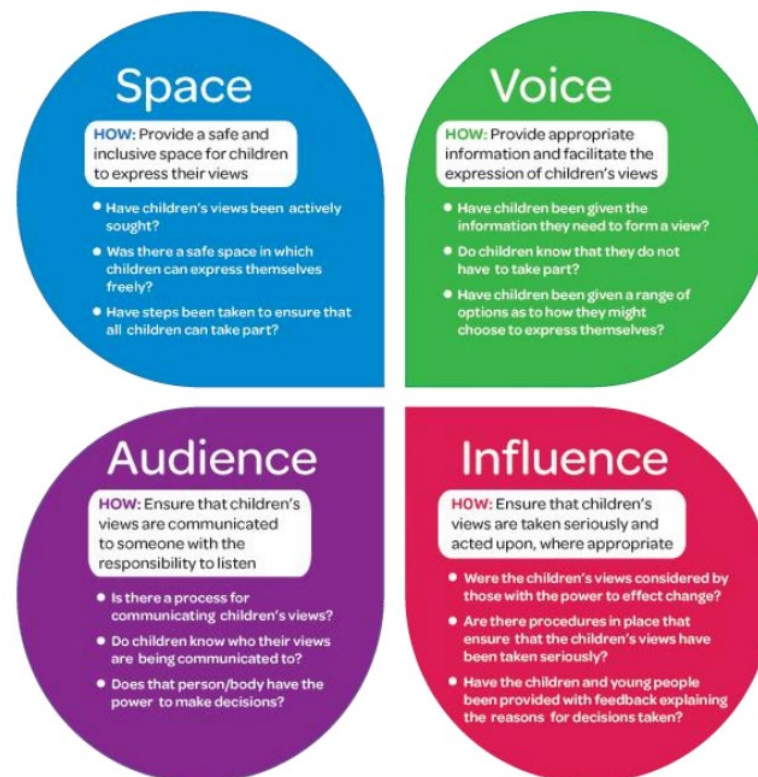 Space
HOW: Provide a safe and
inclusive space for children
to express their views
● Have children's views been actively
sought?
● Was there a safe space in which
children can express themselves
freely?
● Have steps been taken to ensure that
all children can take part?
Voice
HOW: Provide appropriate
information and facilitate the
expression of children's views
● Have children been given the
information they need to form a view?
● Do children know that they do not
have to take part?
● Have children been given a range of
options as to how they might
choose to express themselves?
Audience
HOW: Ensure that children's
views are communicated
to someone with the
responsibility to listen
● Is there a process for
communicating children's views?
● Do children know who their views
are being communicated to?
● Does that person/body have the
power to make decisions?
Influence
HOW: Ensure that children's
views are taken seriously and
acted upon, where appropriate
● Were the children's views considered by
those with the power to effect change?
● Are there procedures in place that
ensure that the children's views have
been taken seriously?
● Have the children and young people
been provided with feedback explaining
the reasons for decisions taken?